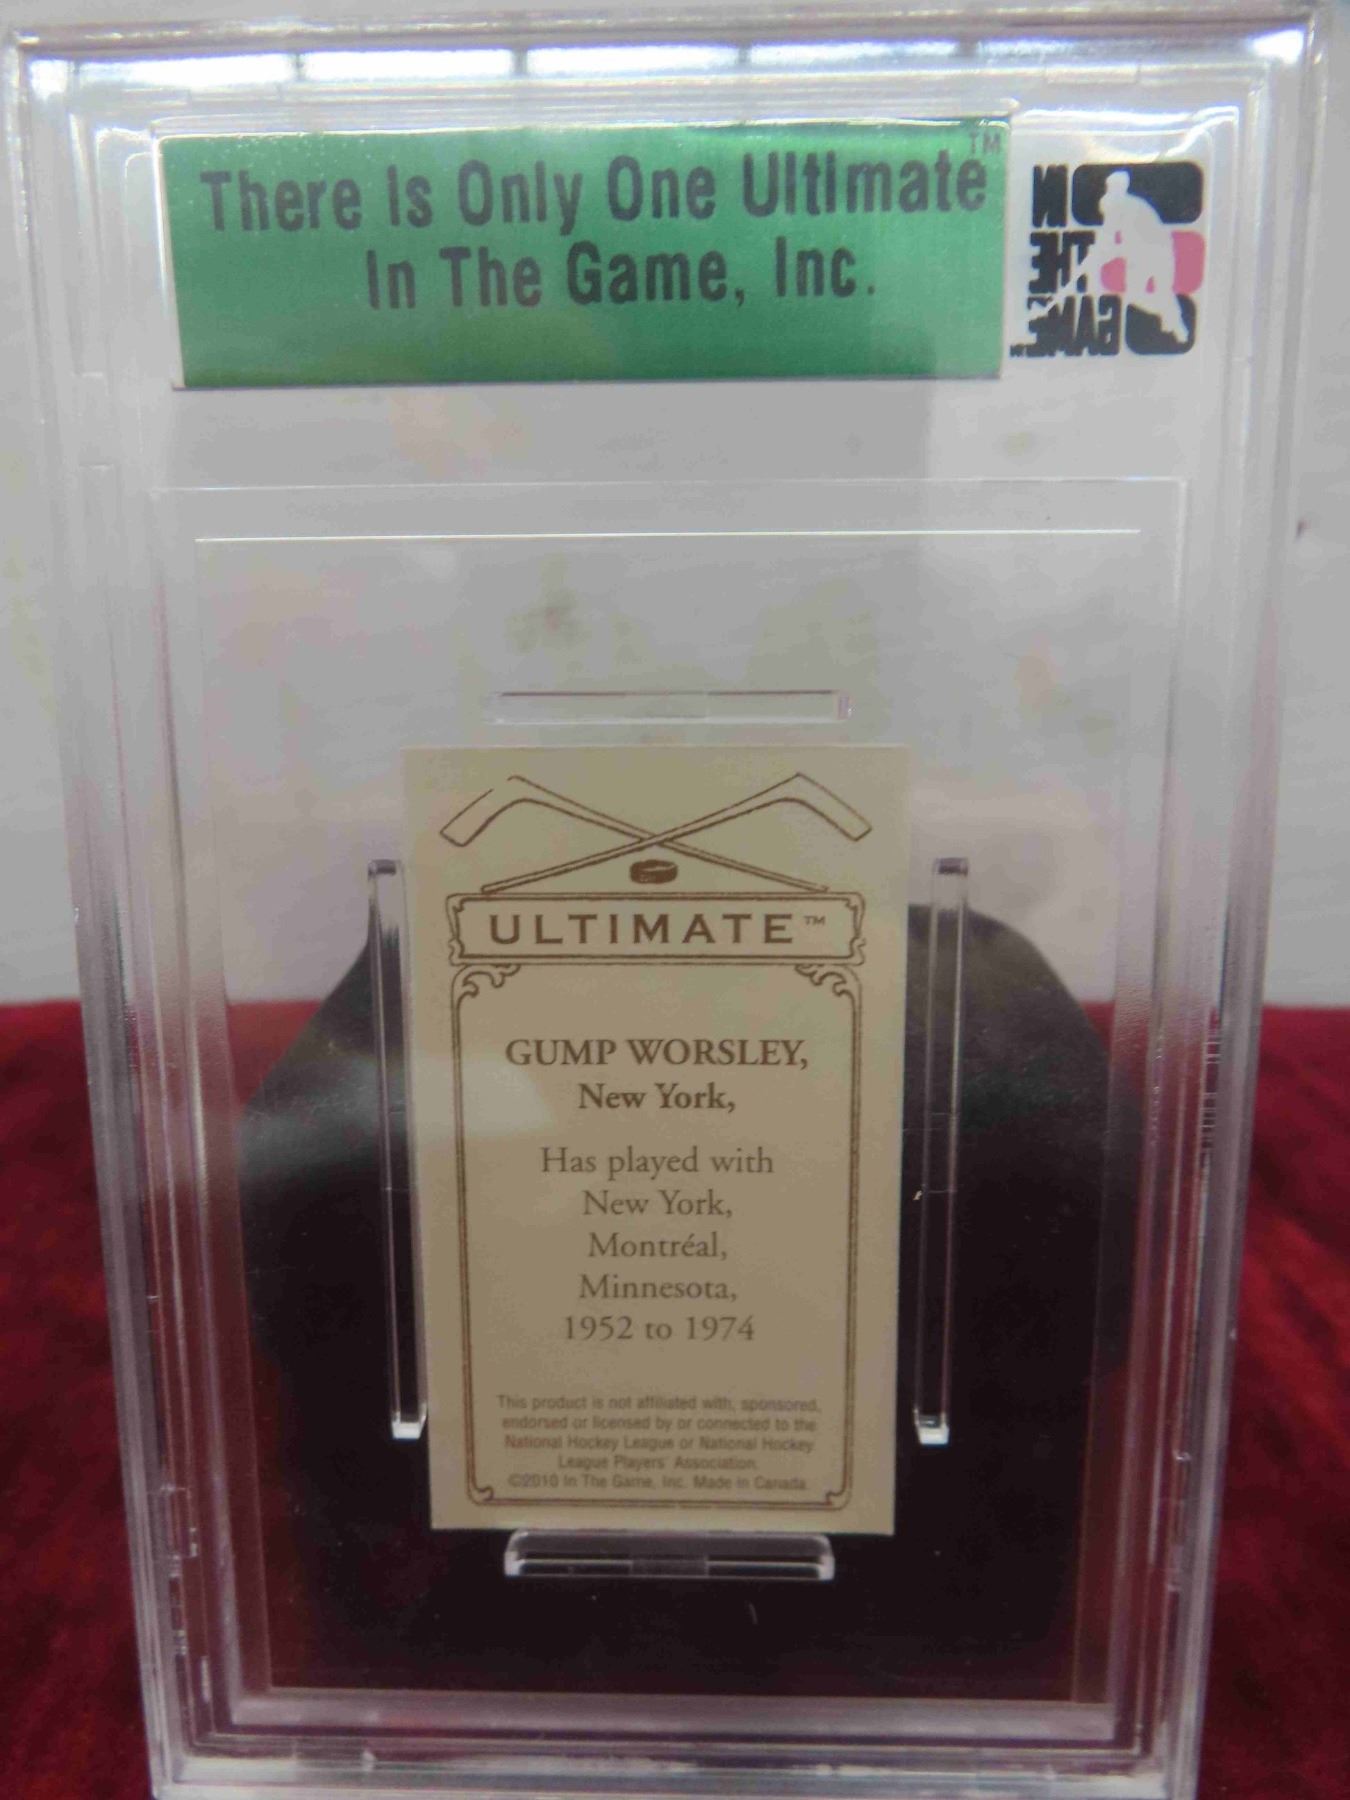 There Is Only One Ultimate™
In The Game, Inc.
IN
THE
GAME
ULTIMATE™
GUMP WORSLEY,
New York,
Has played with
New York,
Montréal,
Minnesota,
1952 to 1974
This product is not affiliated with, sponsored,
endorsed or licensed by or connected to the
National Hockey League or National Hockey
League Players' Association.
©2010 In The Game, Inc. Made in Canada.